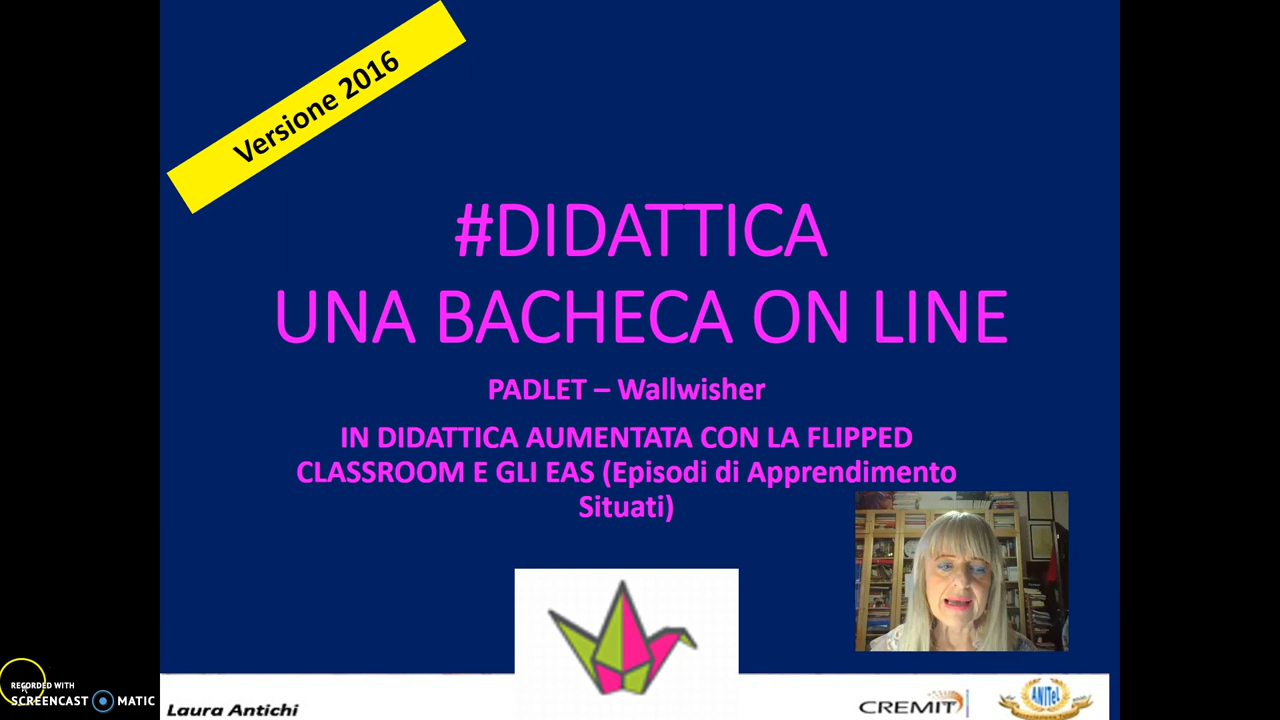 Versione 2016
#DIDATTICA
UNA BACHECA ON LINE
PADLET – Wallwisher
IN DIDATTICA AUMENTATA CON LA FLIPPED
CLASSROOM E GLI EAS (Episodi di Apprendimento
Situati)
RECORDED WITH
SCREENCAST MATIC
Laura Antichi
CREMIT
ANITeL